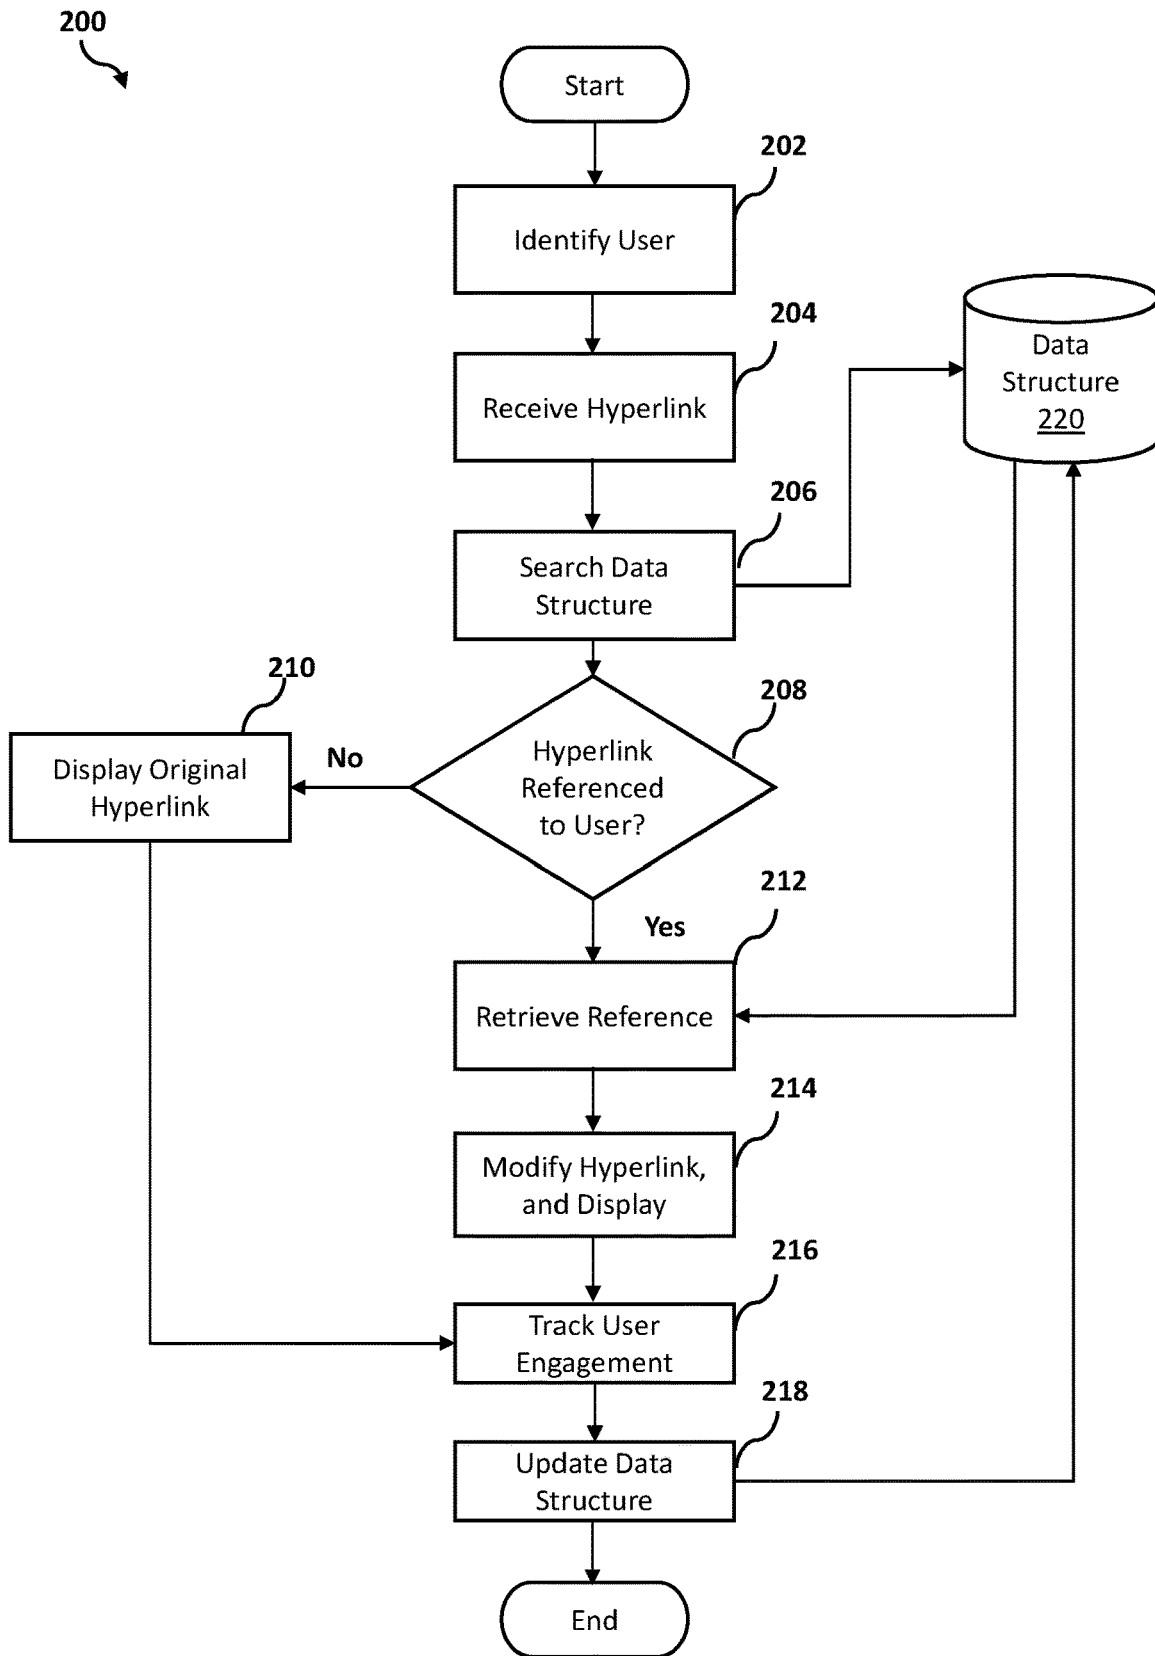 200
Start
202
Identify User
204
Receive Hyperlink
Data
Structure
220
206
Search Data
Structure
210
208
Display Original
Hyperlink
No
Hyperlink
Referenced
to User?
212
Yes
Retrieve Reference
214
Modify Hyperlink,
and Display
216
Track User
Engagement
218
Update Data
Structure
End